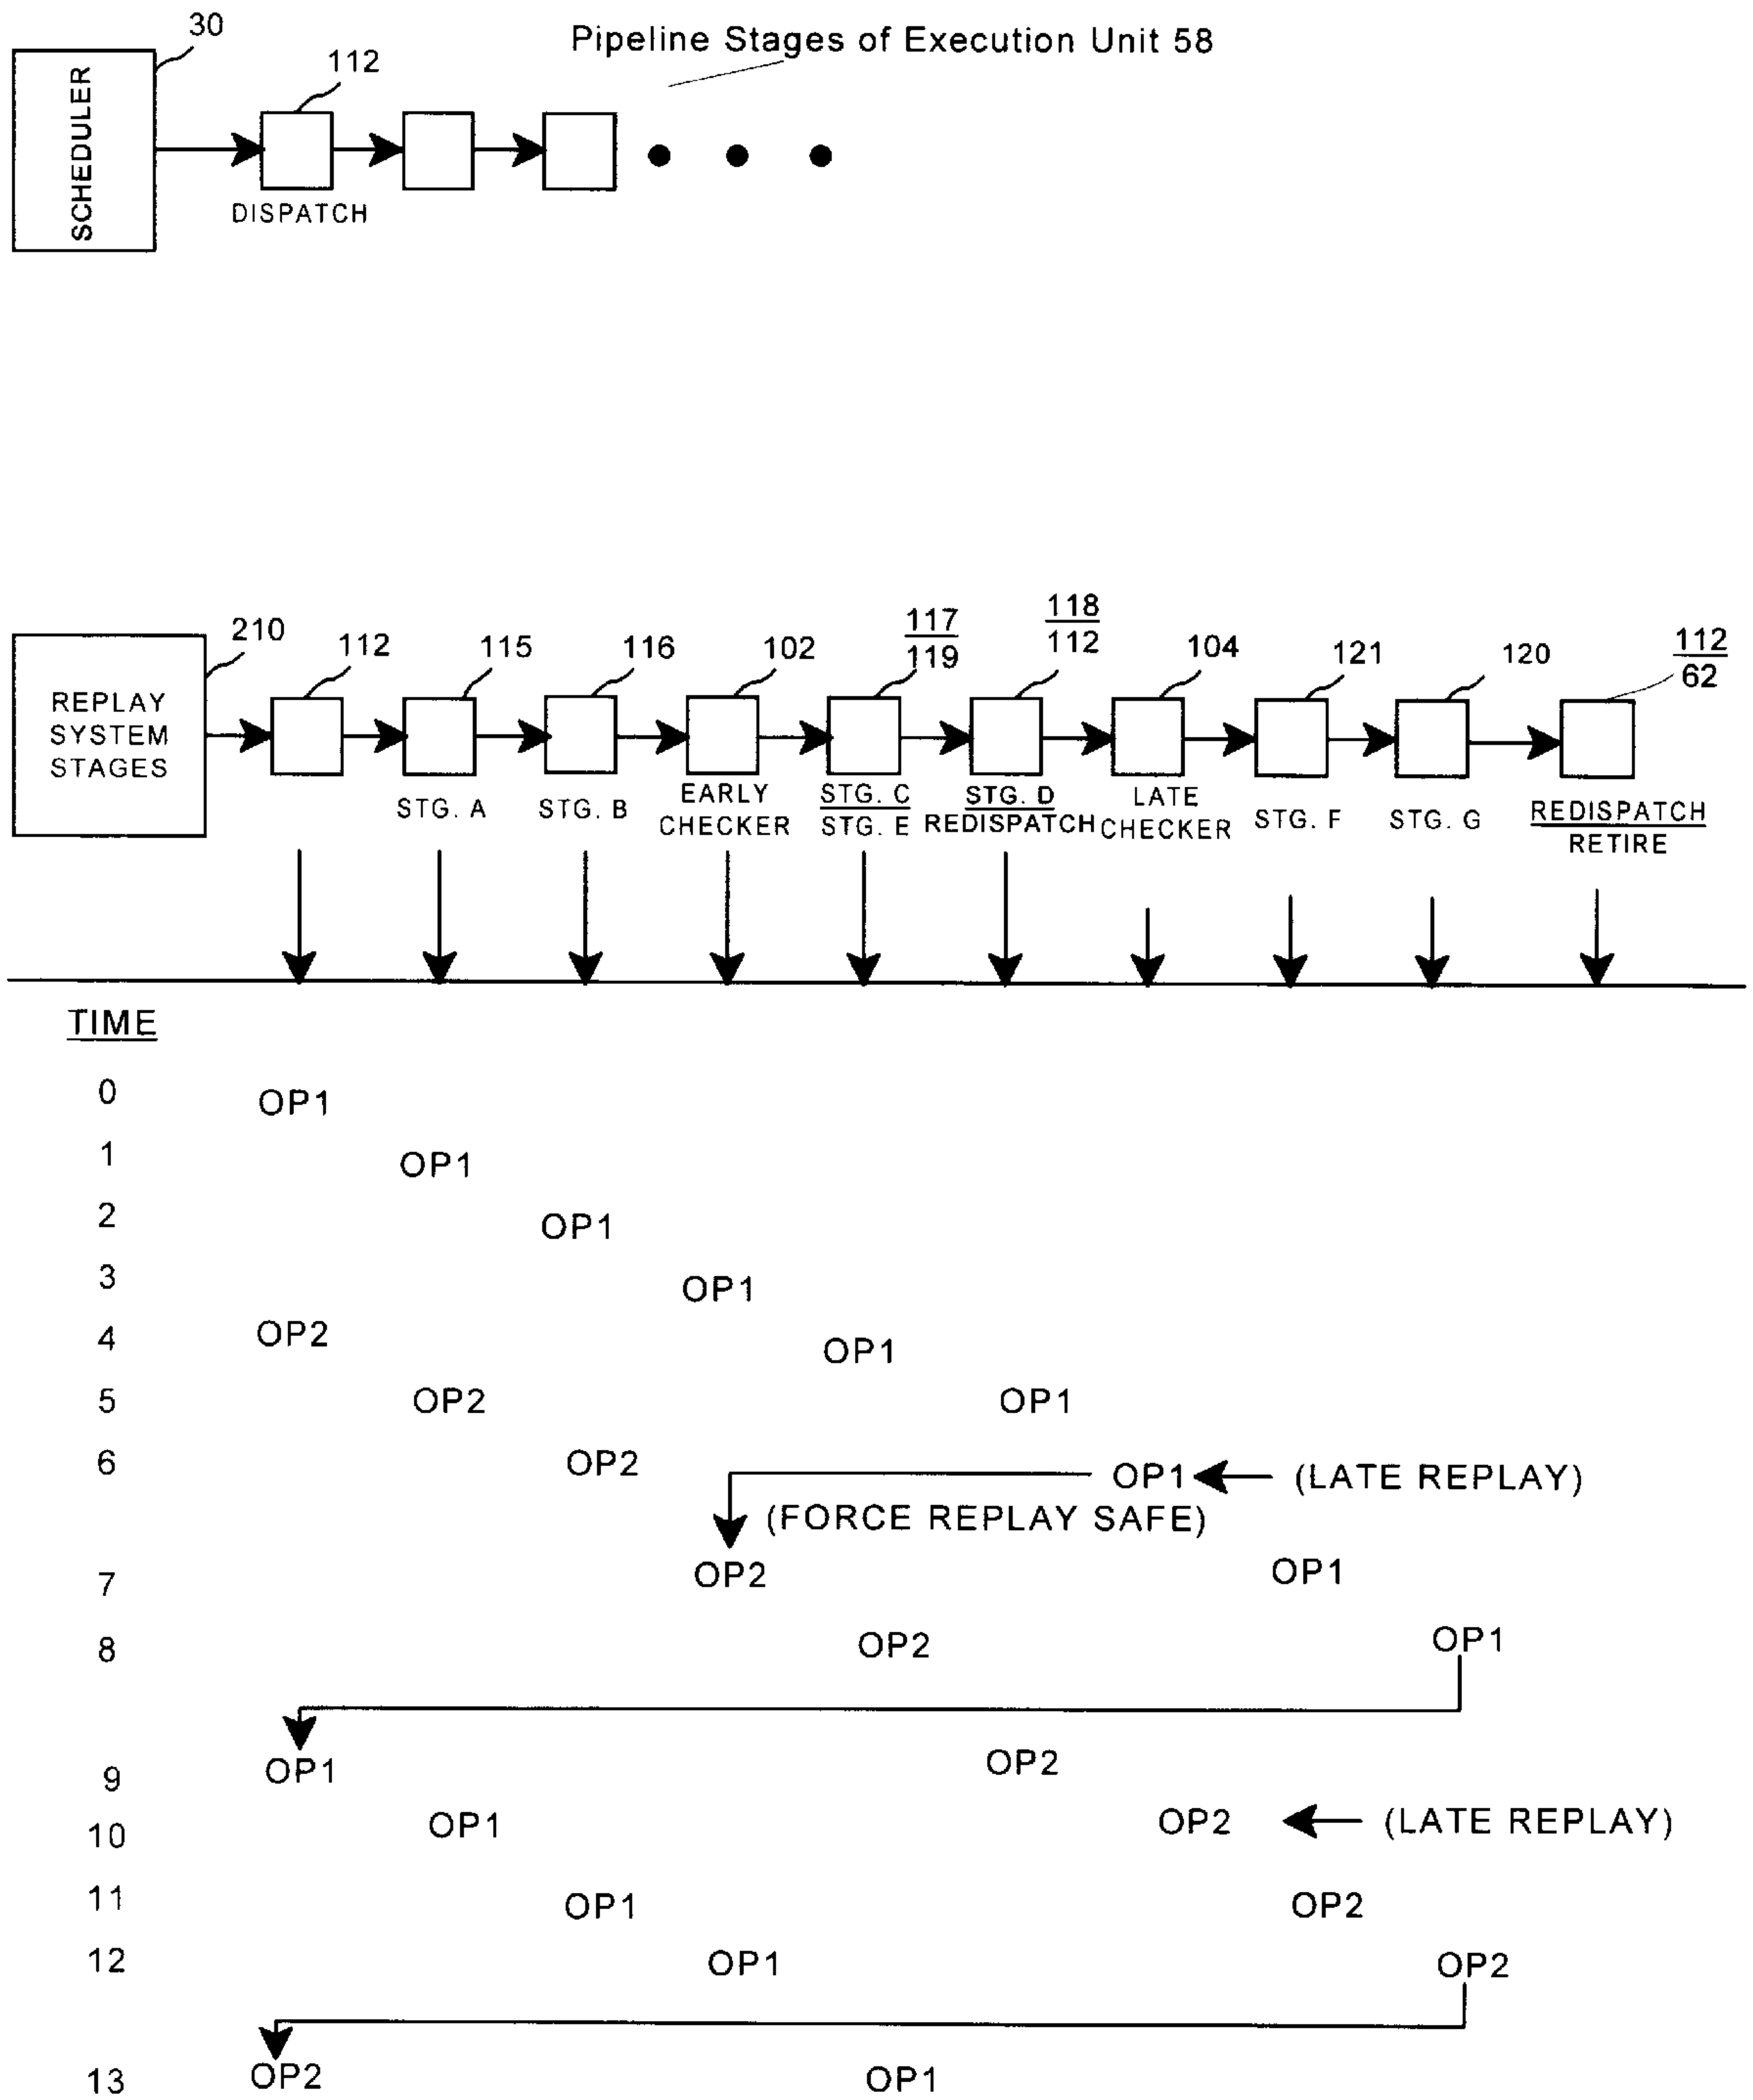 30
Pipeline Stages of Execution Unit 58
112
SCHEDULER
DISPATCH
210
112
115
116
102
117
119
118
112
104
121
120
112
62
REPLAY
SYSTEM
STAGES
STG. A
STG. B
EARLY
CHECKER
STG. C
STG. E
STG. D
REDISPATCH
LATE
CHECKER
STG. F
STG. G
REDISPATCH
RETIRE
TIME
0 OP1
1 OP1
2 OP1
3 OP1
4 OP2 OP1
5 OP2 OP1
6 OP2 OP1 (LATE REPLAY)
(FORCE REPLAY SAFE)
7 OP2 OP1
8 OP2 OP1
9 OP1 OP2
10 OP1 OP2 (LATE REPLAY)
11 OP1 OP2
12 OP1 OP2
13 OP2 OP1